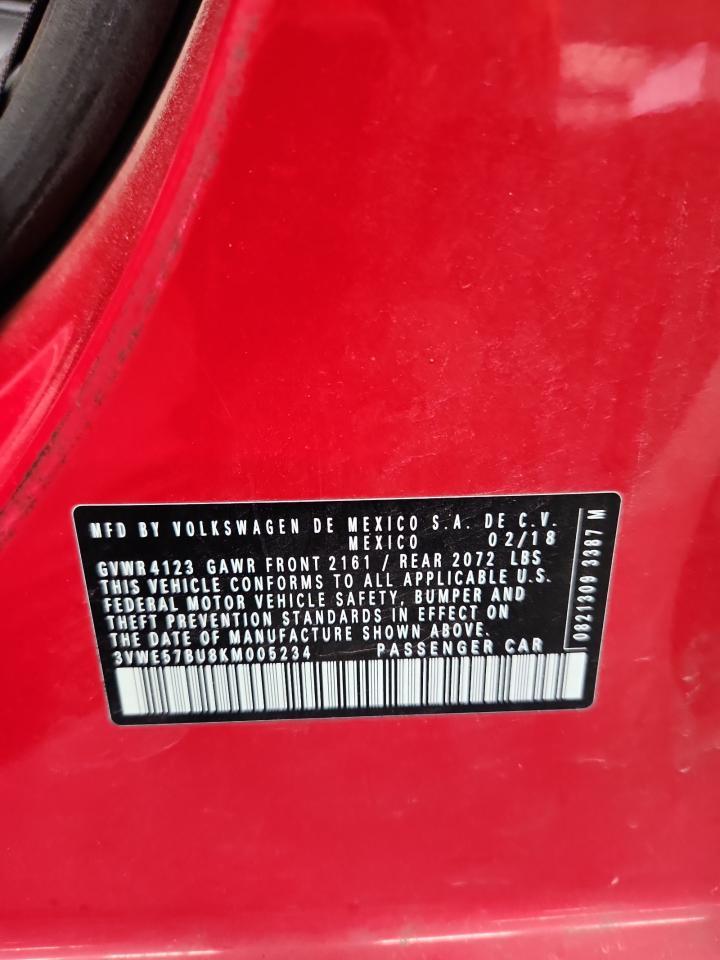 MFD BY VOLKSWAGEN DE MEXICO S.A. DE C.V.
MEXICO 02/18
GVWR4123 GAWR FRONT 2161 / REAR 2072 LBS
THIS VEHICLE CONFORMS TO ALL APPLICABLE U.S.
FEDERAL MOTOR VEHICLE SAFETY, BUMPER AND
THEFT PREVENTION STANDARDS IN EFFECT ON
THE DATE OF MANUFACTURE SHOWN ABOVE.
3VWE57BU8KM005234 PASSENGER CAR
0821309 3387 M